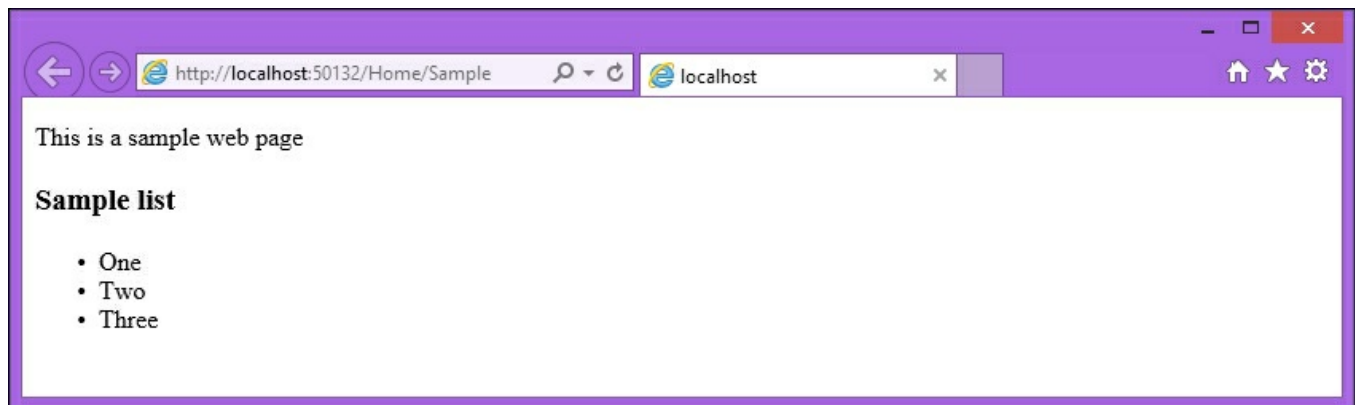 http://localhost:50132/Home/Sample
localhost
This is a sample web page
Sample list
• One
• Two
• Three